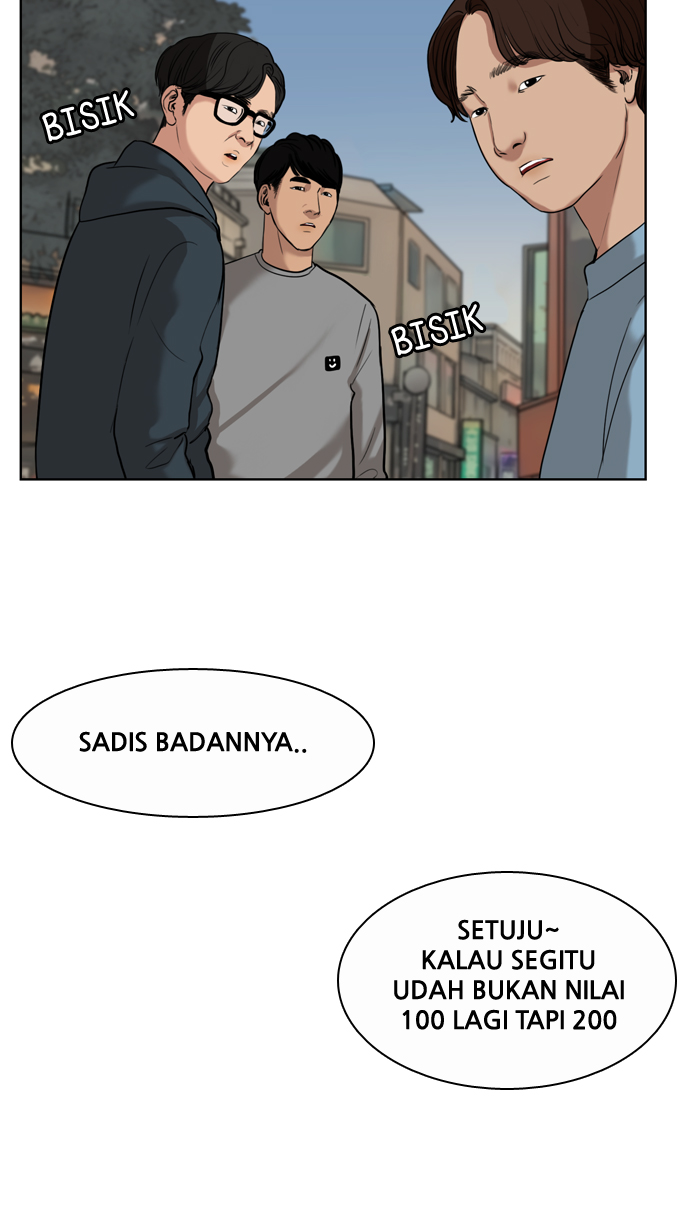 BISIK
BISIK
SADIS BADANNYA..
SETUJU~
KALAU SEGITU
UDAH BUKAN NILAI
100 LAGI TAPI 200